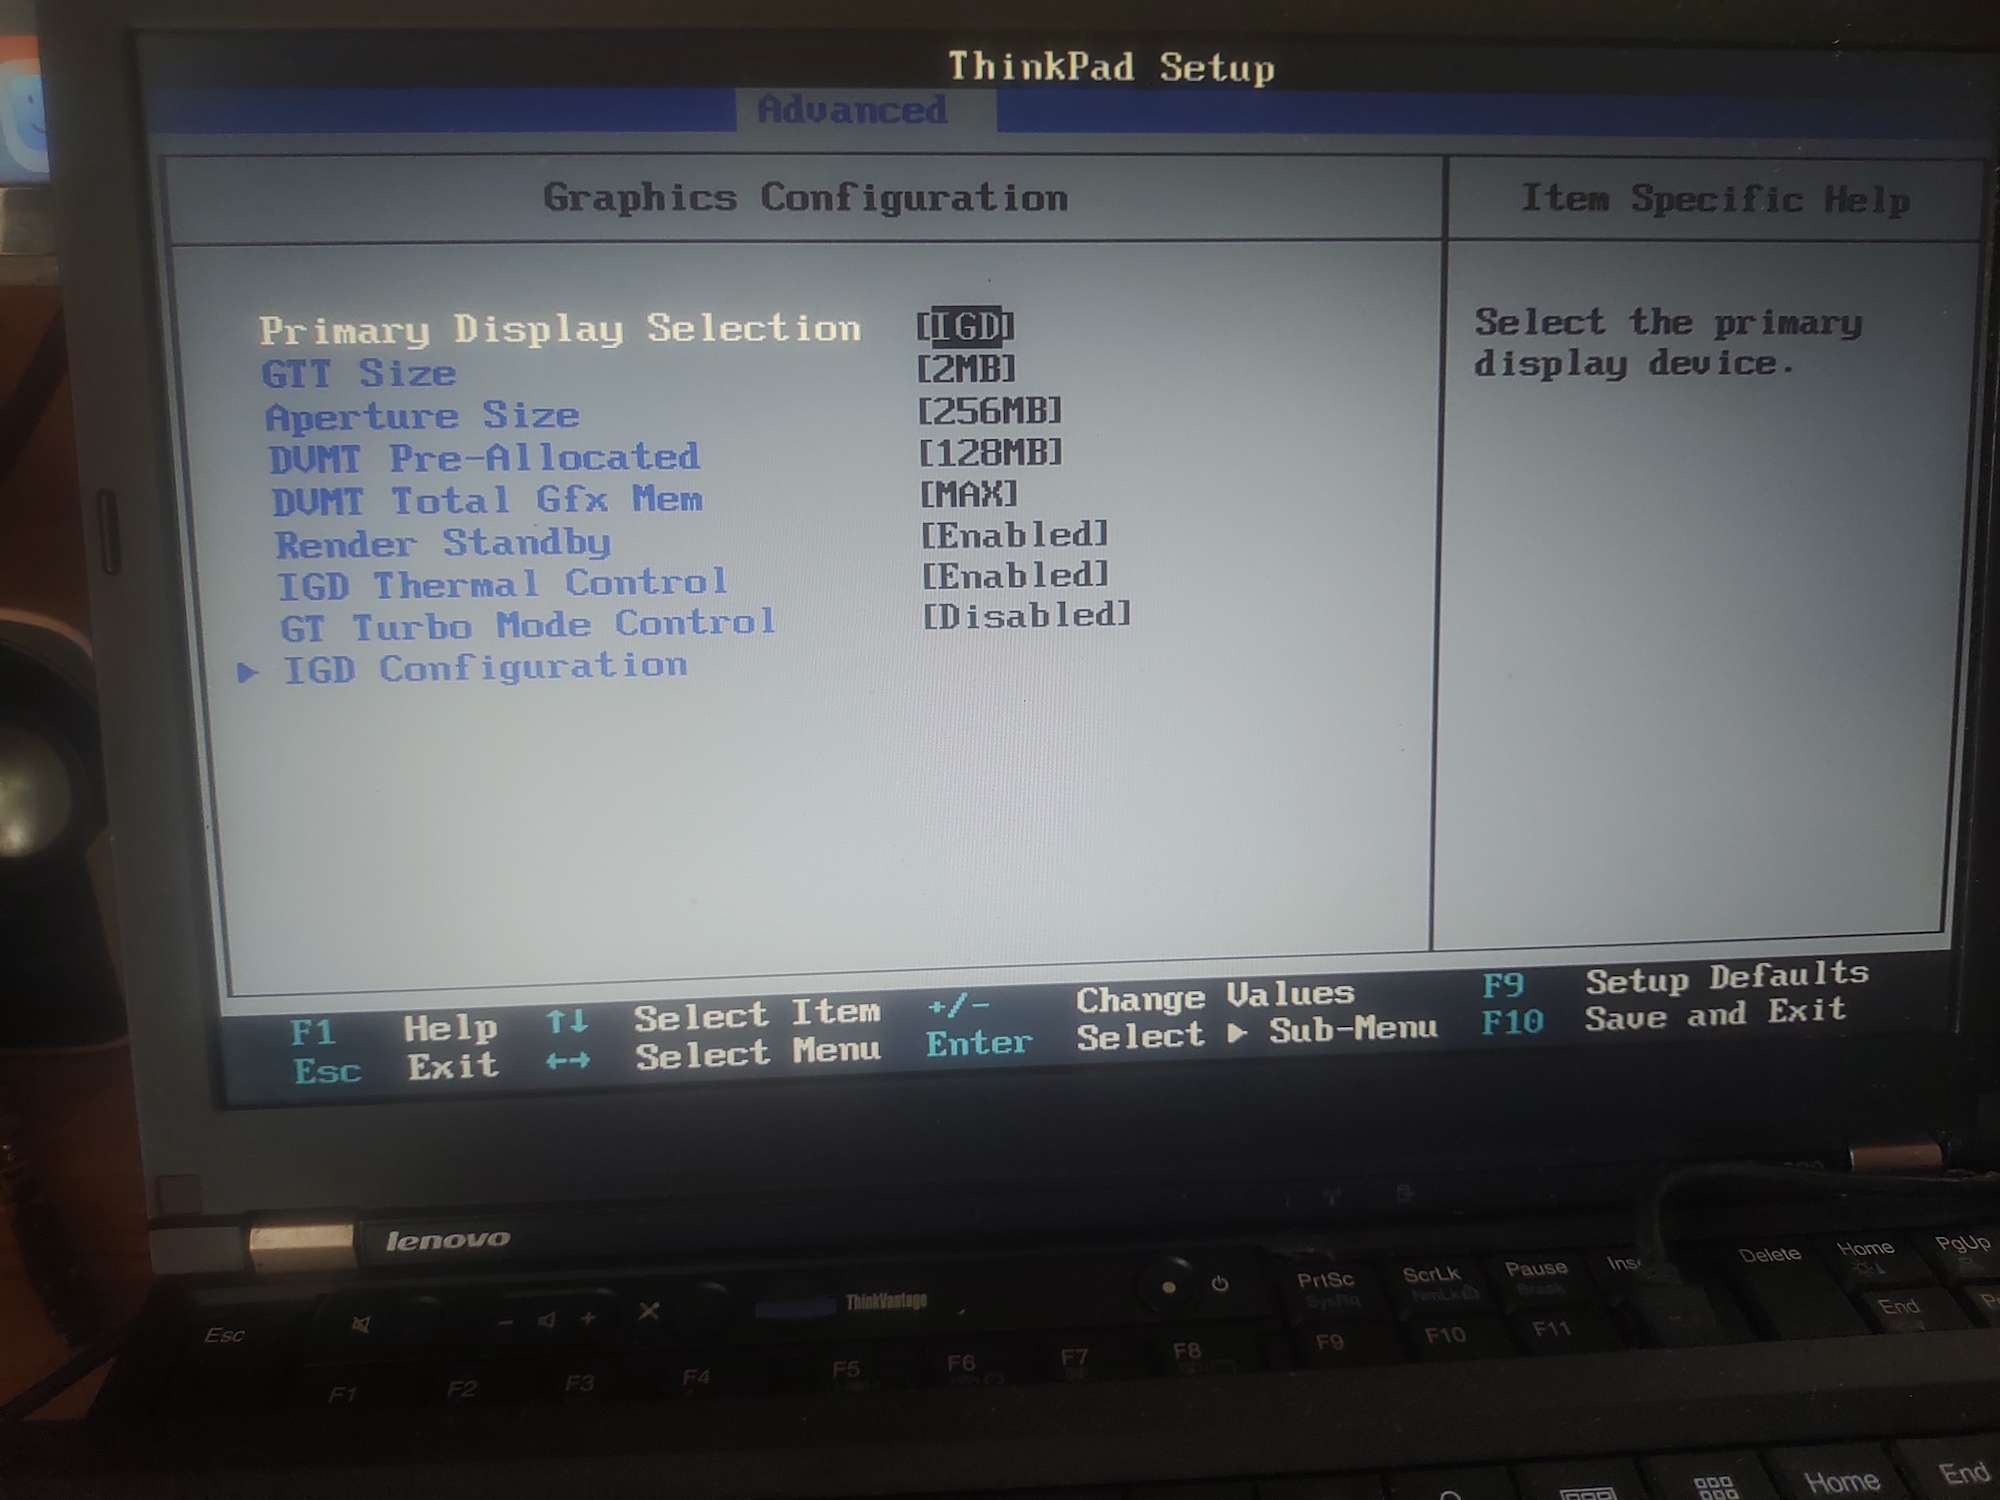 ThinkPad Setup
Advanced
Graphics Configuration
Item Specific Help
Primary Display Selection [IGD]
GTT Size [2MB]
Aperture Size [256MB]
DVMT Pre-Allocated [128MB]
DVMT Total Gfx Mem [MAX]
Render Standby [Enabled]
IGD Thermal Control [Enabled]
GT Turbo Mode Control [Disabled]
▶ IGD Configuration
Select the primary
display device.
F1 Help ↑↓ Select Item +/- Change Values F9 Setup Defaults
Esc Exit ←→ Select Menu Enter Select ▶ Sub-Menu F10 Save and Exit
lenovo
ThinkVantage
PrtSc
SysRq
ScrLk
NmLk
Pause
Break
Delete
Home
PgUp
End
Esc
- +
F1 F2 F3 F4 F5 F6 F7 F8 F9 F10 F11
Home
End